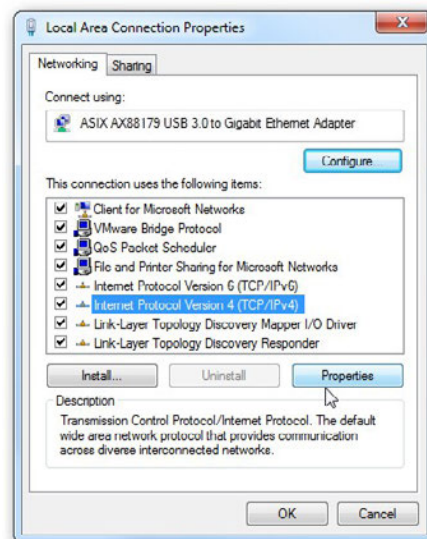 Local Area Connection Properties
Networking
Sharing
Connect using:
ASIX AX88179 USB 3.0 to Gigabit Ethernet Adapter
Configure...
This connection uses the following items:
Client for Microsoft Networks
VMware Bridge Protocol
QoS Packet Scheduler
File and Printer Sharing for Microsoft Networks
Internet Protocol Version 6 (TCP/IPv6)
Internet Protocol Version 4 (TCP/IPv4)
Link-Layer Topology Discovery Mapper I/O Driver
Link-Layer Topology Discovery Responder
Install... Uninstall Properties
Description
Transmission Control Protocol/Internet Protocol. The default
wide area network protocol that provides communication
across diverse interconnected networks.
OK Cancel